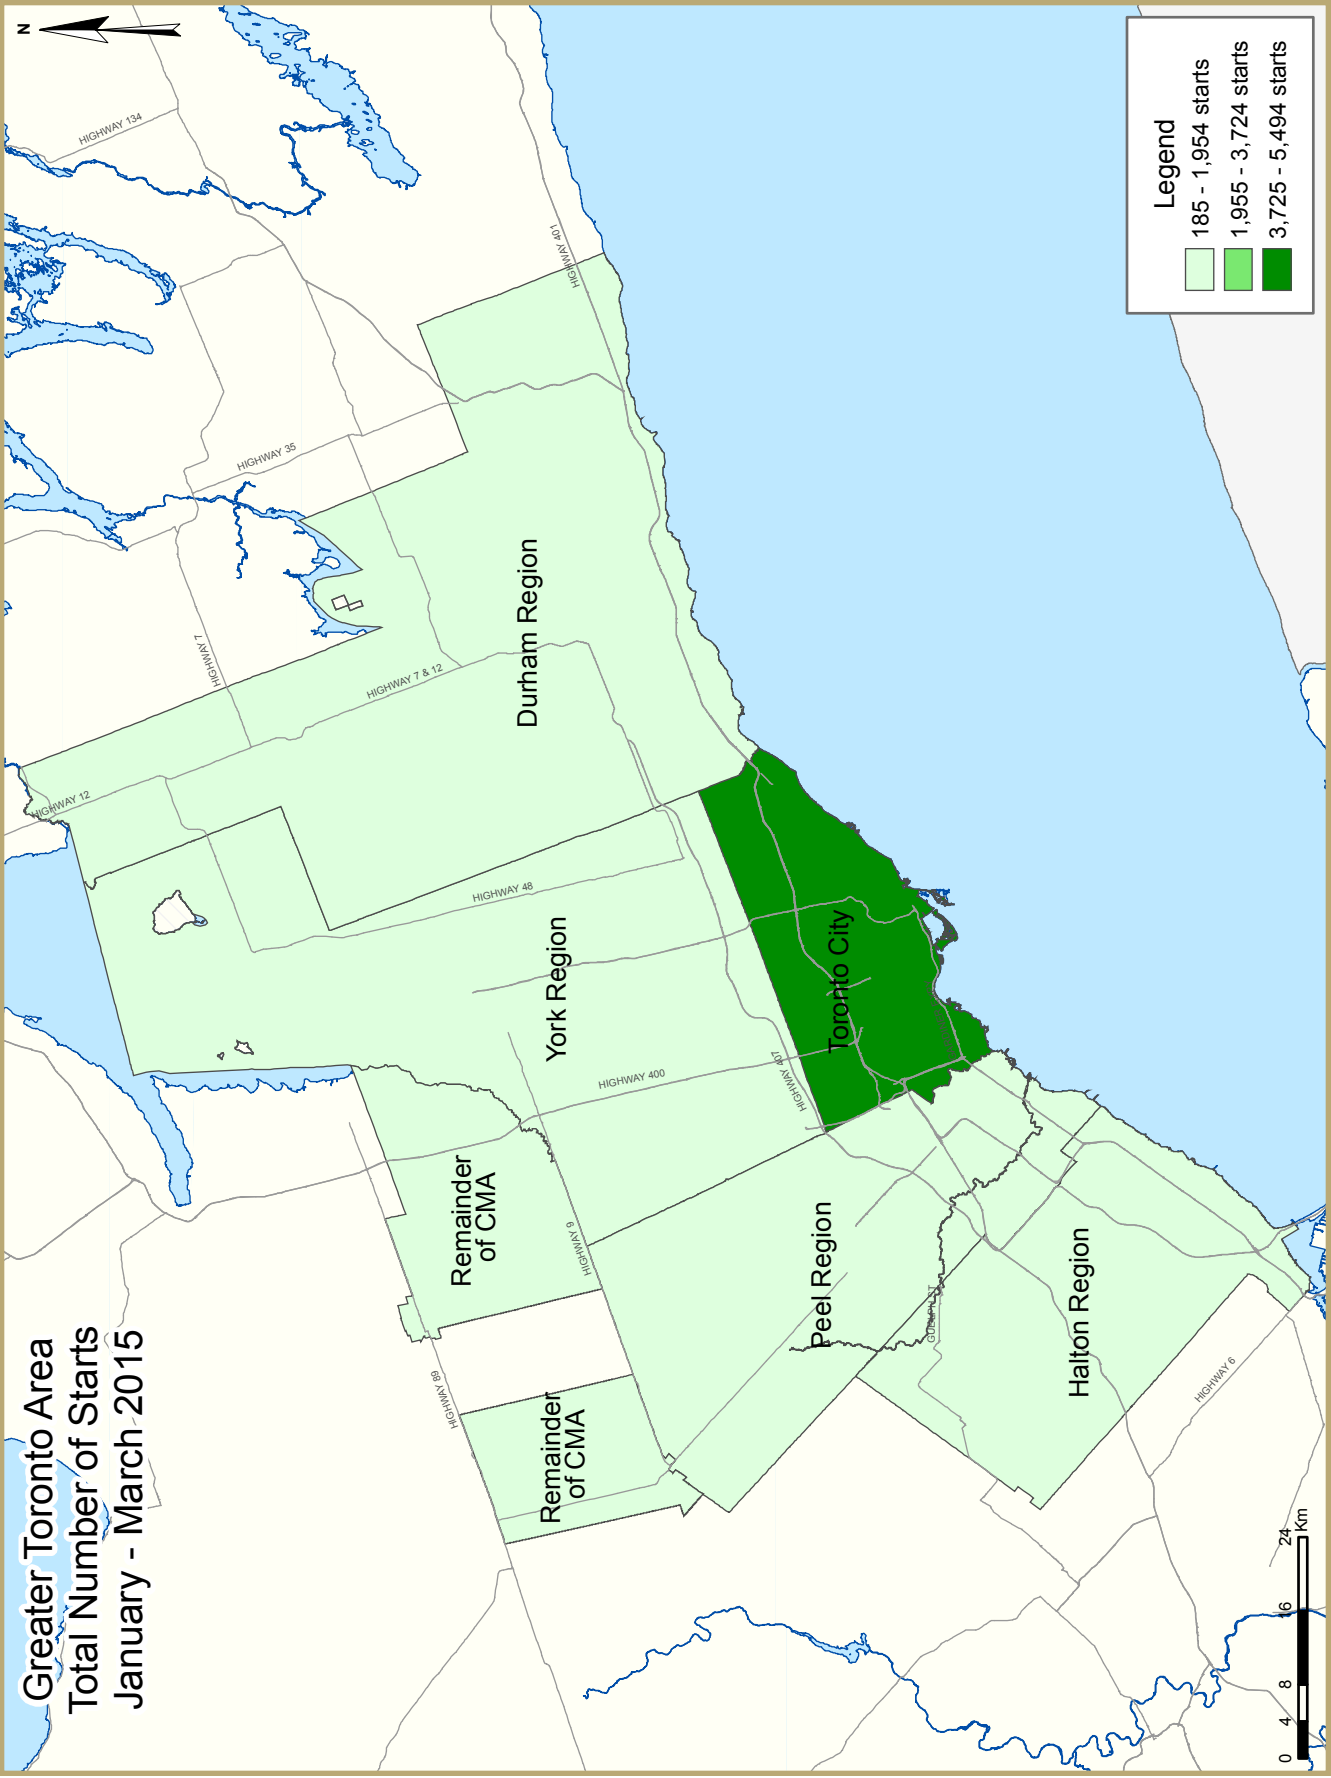 Greater Toronto Area
Total Number of Starts
January - March 2015
N
HIGHWAY 134
HIGHWAY 401
HIGHWAY 35
HIGHWAY 7
HIGHWAY 7 & 12
HIGHWAY 12
Durham Region
HIGHWAY 48
York Region
Toronto City
HIGHWAY 407
HIGHWAY 400
Remainder
of CMA
HIGHWAY 9
HIGHWAY 89
Remainder
of CMA
Peel Region
GUELPH ST
Halton Region
HIGHWAY 6
Legend
185 - 1,954 starts
1,955 - 3,724 starts
3,725 - 5,494 starts
0 4 8 16 24
Km